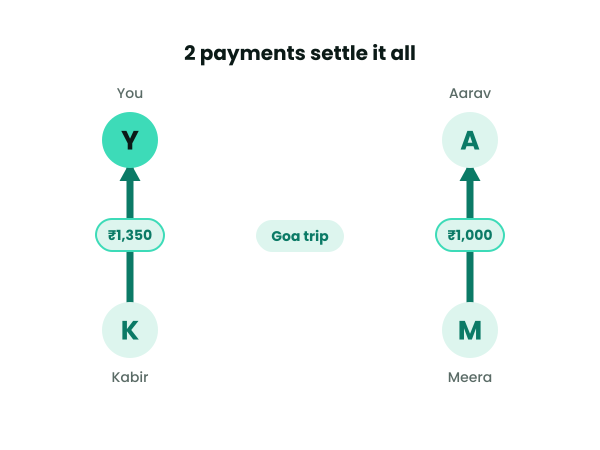 2 payments settle it all
You
Aarav
Y
A
₹1,350
Goa trip
₹1,000
K
M
Kabir
Meera